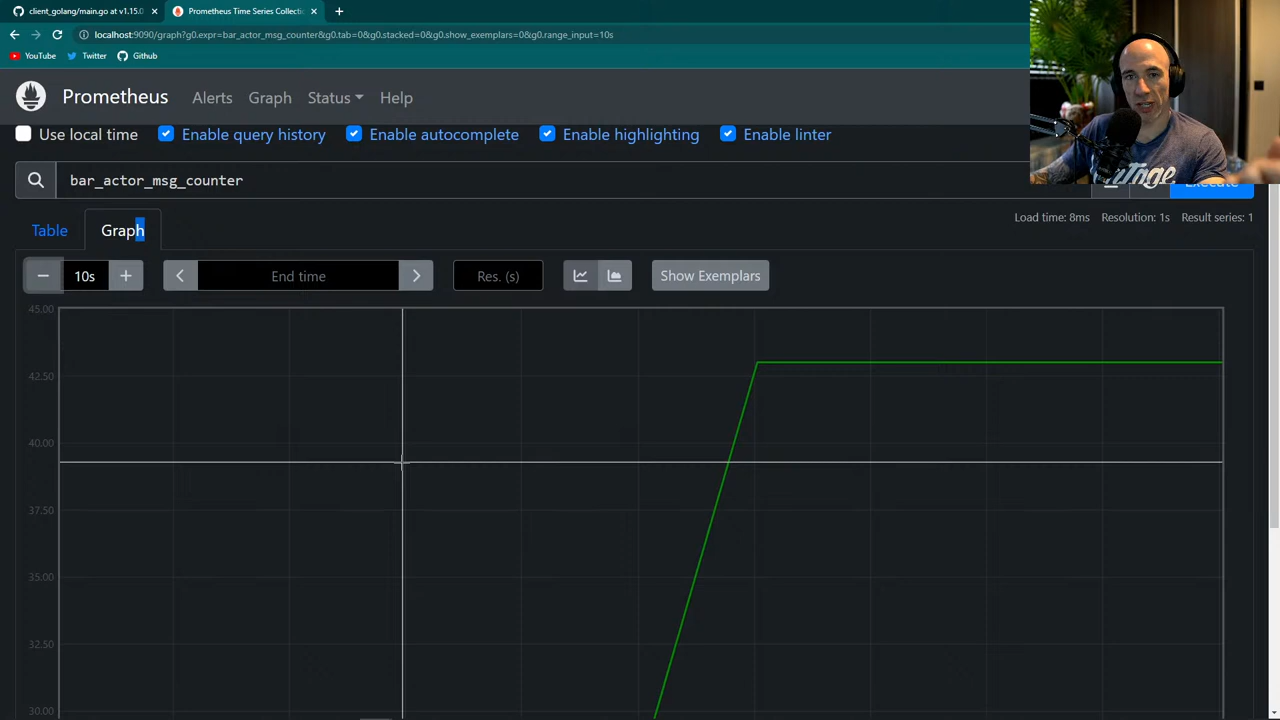 client_golang/main.go at v1.15.0
Prometheus Time Series Collecti
localhost:9090/graph?g0.expr=bar_actor_msg_counter&g0.tab=0&g0.stacked=0&g0.show_exemplars=0&g0.range_input=10s
YouTube Twitter Github
Prometheus Alerts Graph Status Help
Use local time Enable query history Enable autocomplete Enable highlighting Enable linter
bar_actor_msg_counter
Execute
Load time: 8ms Resolution: 1s Result series: 1
Table Graph
10s End time Res. (s) Show Exemplars
45.00
42.50
40.00
37.50
35.00
32.50
30.00